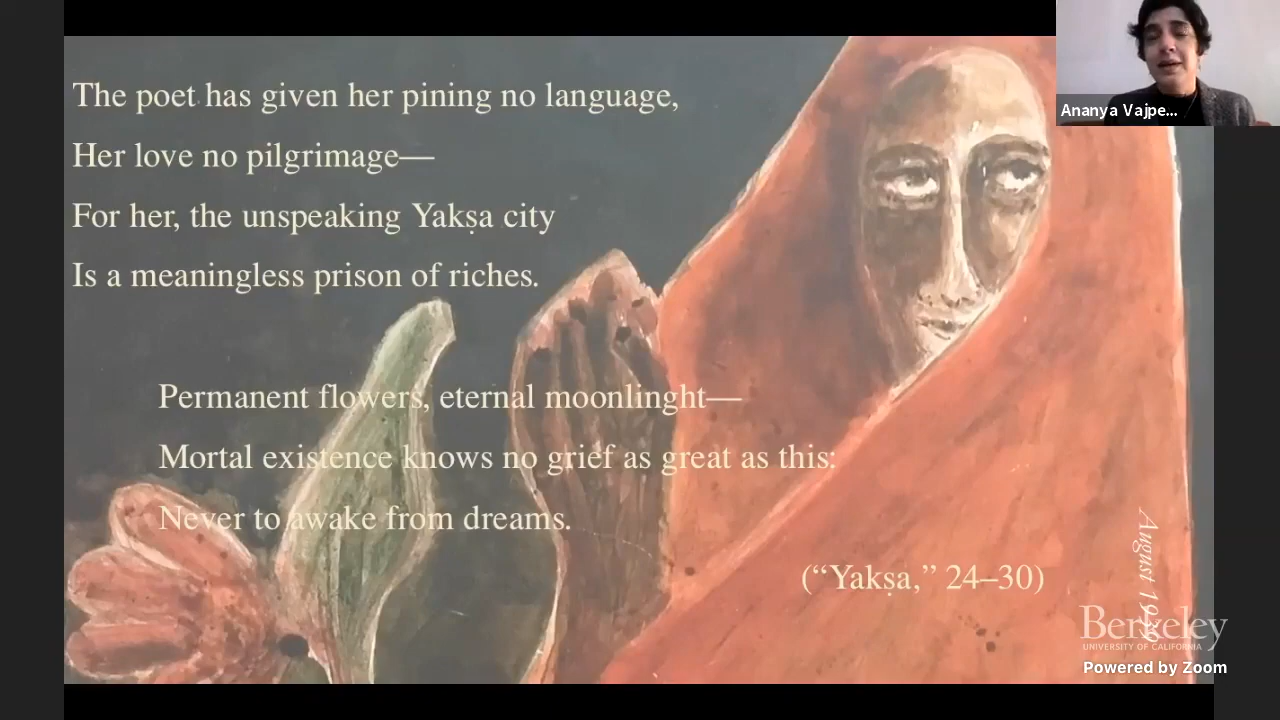 The poet has given her pining no language,
Her love no pilgrimage—
For her, the unspeaking Yakṣa city
Is a meaningless prison of riches.
Permanent flowers, eternal moonlinght—
Mortal existence knows no grief as great as this:
Never to awake from dreams.
(“Yakṣa,” 24–30)
Ananya Vajpe...
August
Berkeley
UNIVERSITY OF CALIFORNIA
Powered by Zoom